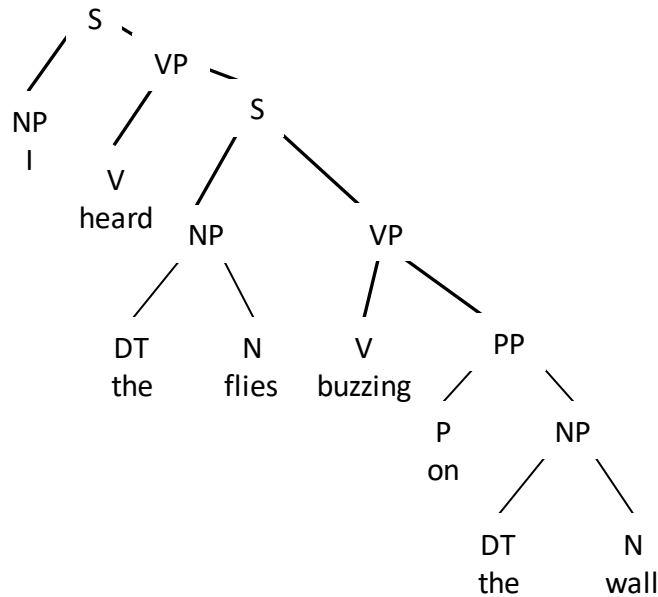 S
VP
S
NP
I
V
heard
NP
VP
DT
the
N
flies
V
buzzing
PP
P
on
NP
DT
the
N
wall